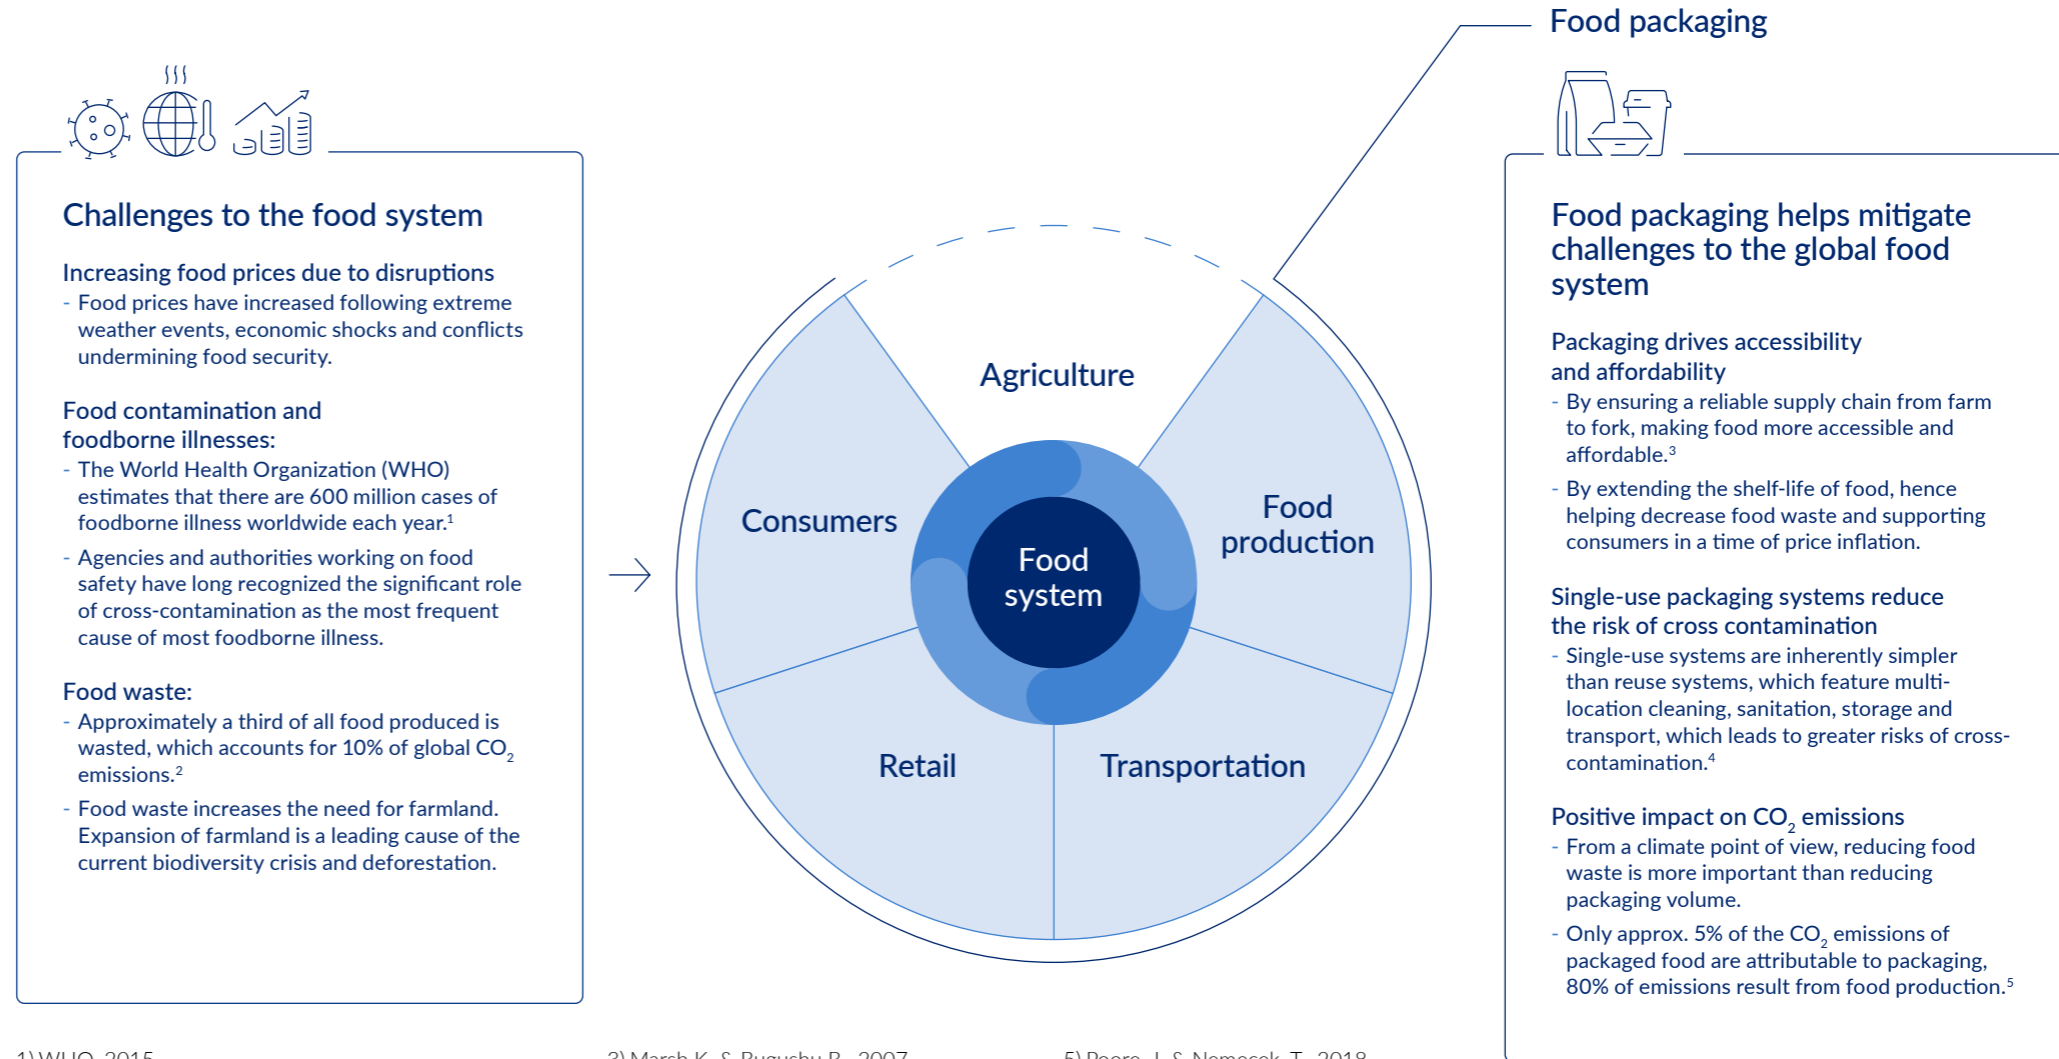 Food packaging
Challenges to the food system
Increasing food prices due to disruptions
- Food prices have increased following extreme
weather events, economic shocks and conflicts
undermining food security.
Food contamination and
foodborne illnesses:
- The World Health Organization (WHO)
estimates that there are 600 million cases of
foodborne illness worldwide each year.¹
- Agencies and authorities working on food
safety have long recognized the significant role
of cross-contamination as the most frequent
cause of most foodborne illness.
Food waste:
- Approximately a third of all food produced is
wasted, which accounts for 10% of global CO₂
emissions.²
- Food waste increases the need for farmland.
Expansion of farmland is a leading cause of the
current biodiversity crisis and deforestation.
Agriculture
Consumers
Food
production
Food
system
Retail
Transportation
Food packaging helps mitigate
challenges to the global food
system
Packaging drives accessibility
and affordability
- By ensuring a reliable supply chain from farm
to fork, making food more accessible and
affordable.³
- By extending the shelf-life of food, hence
helping decrease food waste and supporting
consumers in a time of price inflation.
Single-use packaging systems reduce
the risk of cross contamination
- Single-use systems are inherently simpler
than reuse systems, which feature multi-
location cleaning, sanitation, storage and
transport, which leads to greater risks of cross-
contamination.⁴
Positive impact on CO₂ emissions
- From a climate point of view, reducing food
waste is more important than reducing
packaging volume.
- Only approx. 5% of the CO₂ emissions of
packaged food are attributable to packaging,
80% of emissions result from food production.⁵
1) WHO, 2015
3) Marsh K. & Bugusbu B., 2007
5) Poore, J. & Nemecek, T., 2018